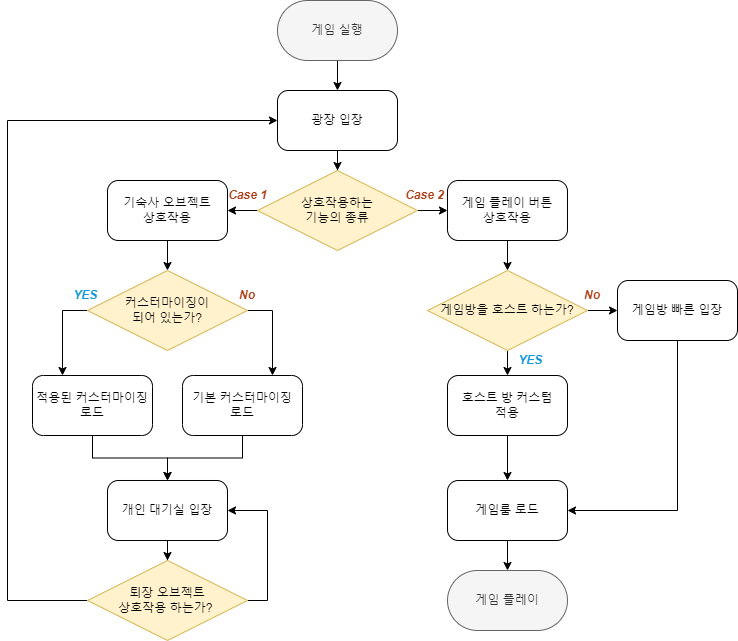 게임 실행
광장 입장
상호작용하는
기능의 종류
Case 1
Case 2
기숙사 오브젝트
상호작용
게임 플레이 버튼
상호작용
커스터마이징이
되어 있는가?
YES
No
게임방을 호스트 하는가?
No
YES
게임방 빠른 입장
적용된 커스터마이징
로드
기본 커스터마이징
로드
호스트 방 커스텀
적용
개인 대기실 입장
게임룸 로드
퇴장 오브젝트
상호작용 하는가?
게임 플레이